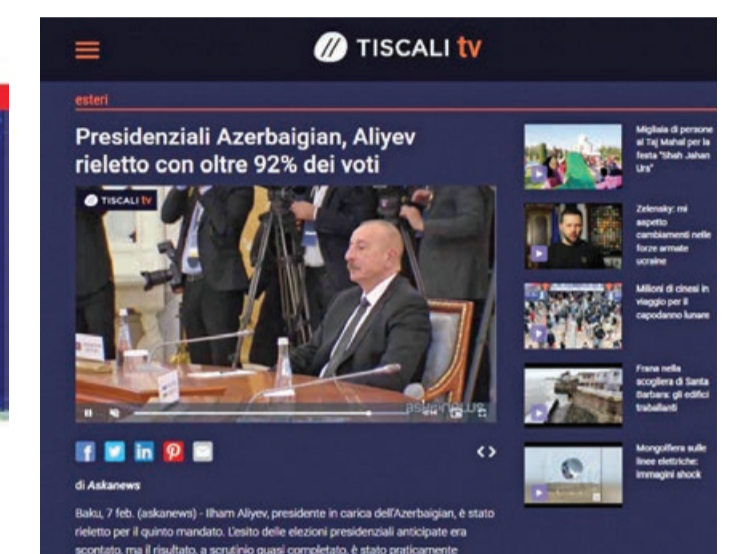 TISCALI tv
esteri
Presidenziali Azerbaigian, Aliyev
rieletto con oltre 92% dei voti
TISCALI tv
di Askanews
Baku, 7 feb. (askanews) - Ilham Aliyev, presidente in carica dell'Azerbaigian, è stato
rieletto per il quinto mandato. L'esito delle elezioni presidenziali anticipate era
scontato, ma il risultato, a scrutinio quasi completato, è stato praticamente
Migliaia di persone
al Taj Mahal per la
festa "Shah Jahan
Urs"
Zelensky: mi
aspetto
cambiamenti nelle
forze armate
ucraine
Milioni di cinesi in
viaggio per il
capodanno lunare
Frana nella
scogliera di Santa
Barbara: gli edifici
traballanti
Mongolfiera sulle
linee elettriche:
immagini shock